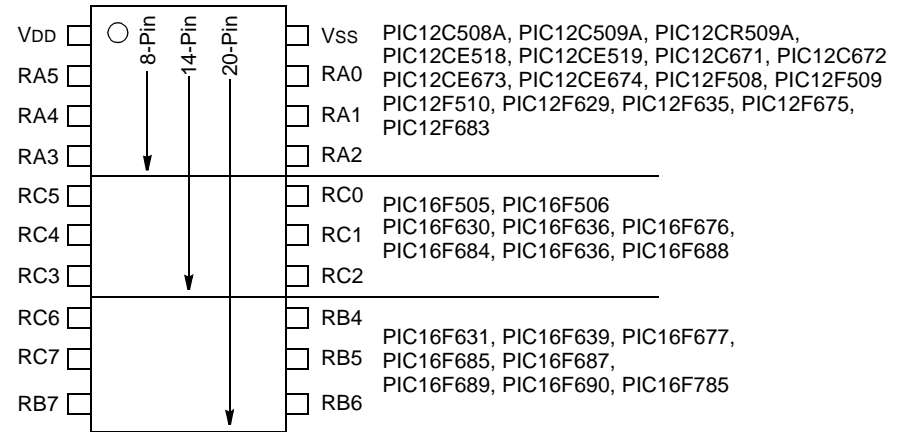 VDD
RA5
RA4
RA3
RC5
RC4
RC3
RC6
RC7
RB7
8-Pin
14-Pin
20-Pin
VSS
RA0
RA1
RA2
RC0
RC1
RC2
RB4
RB5
RB6
PIC12C508A, PIC12C509A, PIC12CR509A,
PIC12CE518, PIC12CE519, PIC12C671, PIC12C672
PIC12CE673, PIC12CE674, PIC12F508, PIC12F509
PIC12F510, PIC12F629, PIC12F635, PIC12F675,
PIC12F683
PIC16F505, PIC16F506
PIC16F630, PIC16F636, PIC16F676,
PIC16F684, PIC16F636, PIC16F688
PIC16F631, PIC16F639, PIC16F677,
PIC16F685, PIC16F687,
PIC16F689, PIC16F690, PIC16F785